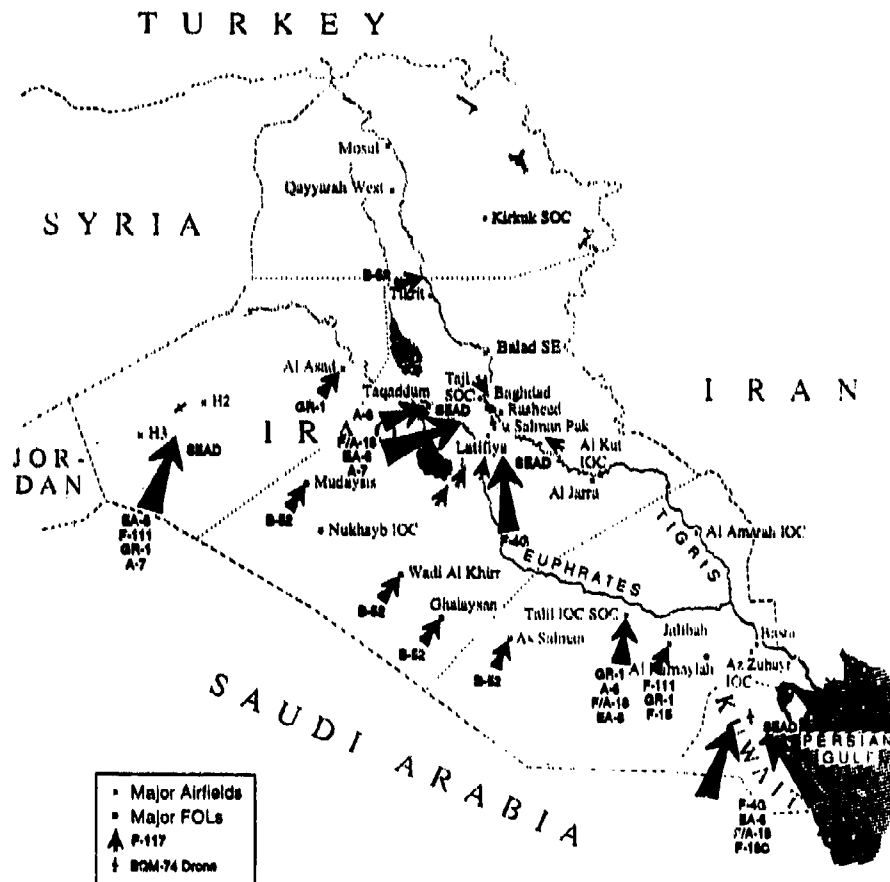 TURKEY
Mosul
Qayyarah West
SYRIA
Kirkuk SOC
B-52
Tikrit
Balad SE
Al Asad
Taji
SOC
Baghdad
IRAN
H2
GR-1
Taqaddum
A-6
SEAD
Rasheed
Salman Pak
H3
SEAD
IRA
F/A-18
EA-6
A-7
Latifiya
SEAD
Al Kut
IOC
JOR-
DAN
Mudaysis
Al Jarra
B-52
EA-6
F-111
GR-1
A-7
Nukhayb IOC
F-4G
TIGRIS
Al Amarah IOC
EUPHRATES
Wadi Al Khirr
B-52
Ghalaysan
B-52
Talil IOC SOC
As Salman
B-52
Jalibah
Basra
Al Rumaylah
Az Zubayr
IOC
GR-1
A-6
F/A-18
EA-6
F-111
GR-1
F-15
SAUDI ARABIA
KUWAIT
SEAD
PERSIAN
GULF
F-4G
EA-6
F/A-18
F-16C
Major Airfields
Major FOLs
F-117
BQM-74 Drone